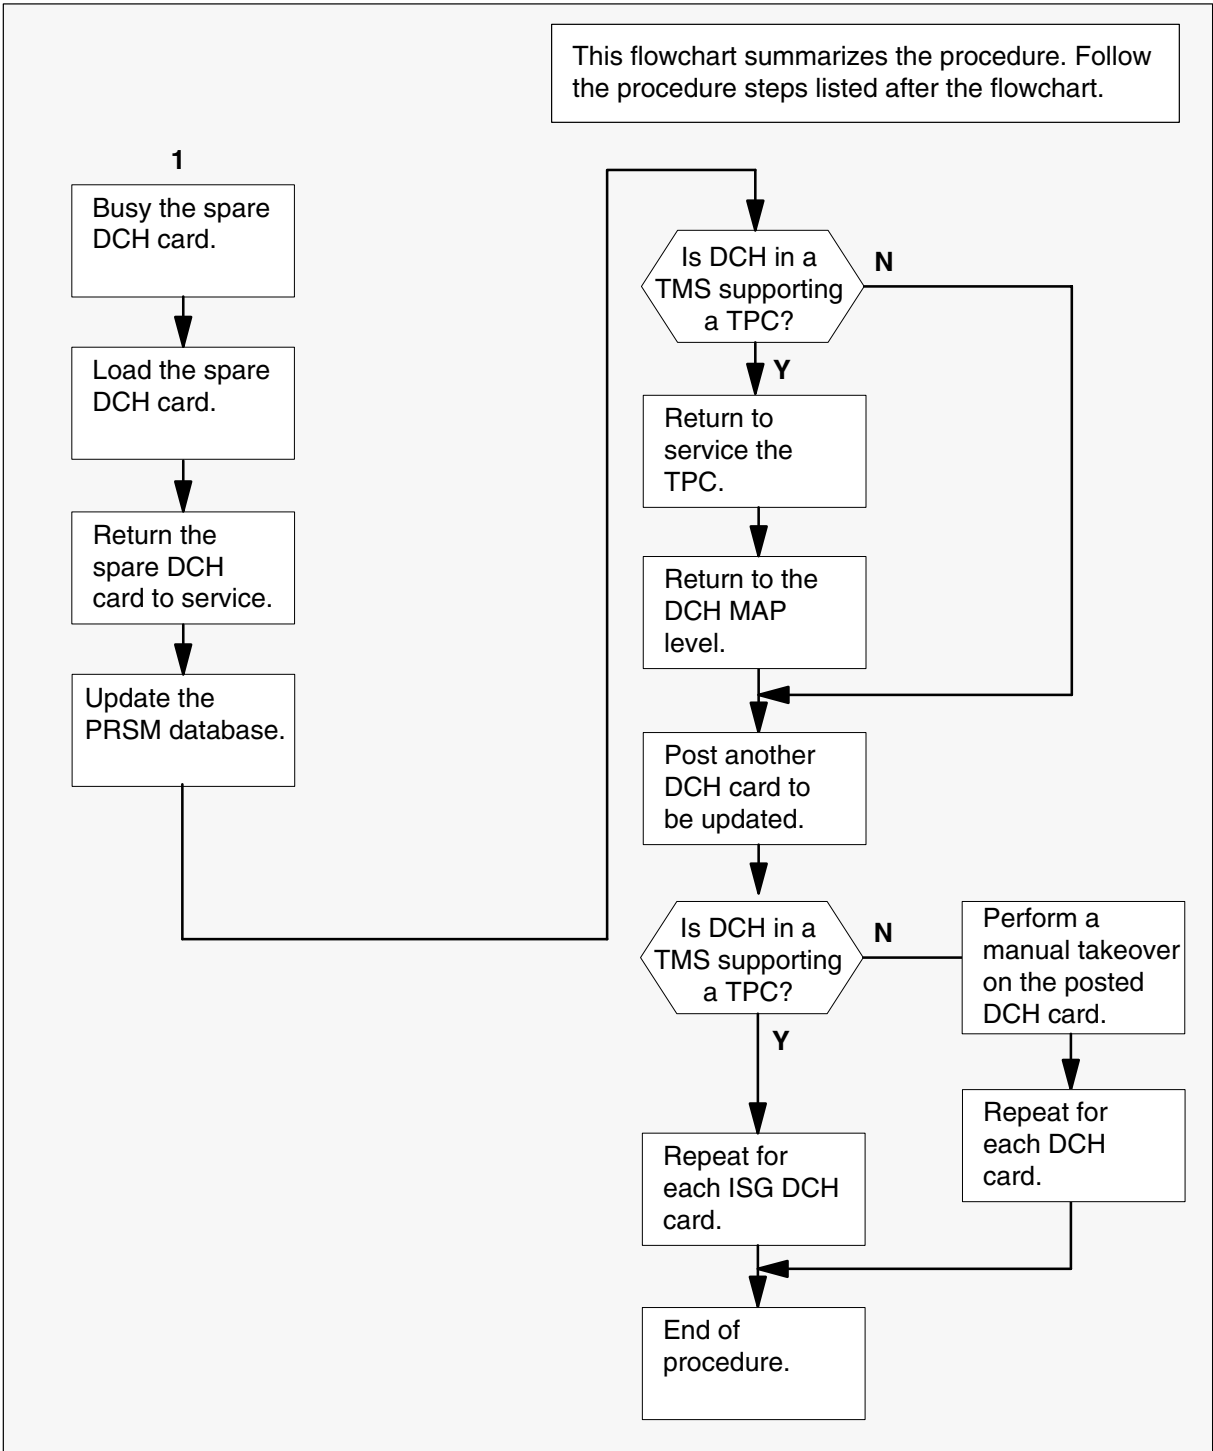 This flowchart summarizes the procedure. Follow
the procedure steps listed after the flowchart.
1
Busy the spare
DCH card.
Load the spare
DCH card.
Return the
spare DCH
card to service.
Update the
PRSM database.
Is DCH in a
TMS supporting
a TPC?
N
Y
Return to
service the
TPC.
Return to the
DCH MAP
level.
Post another
DCH card to
be updated.
Is DCH in a
TMS supporting
a TPC?
N
Y
Perform a
manual takeover
on the posted
DCH card.
Repeat for
each DCH
card.
Repeat for
each ISG DCH
card.
End of
procedure.